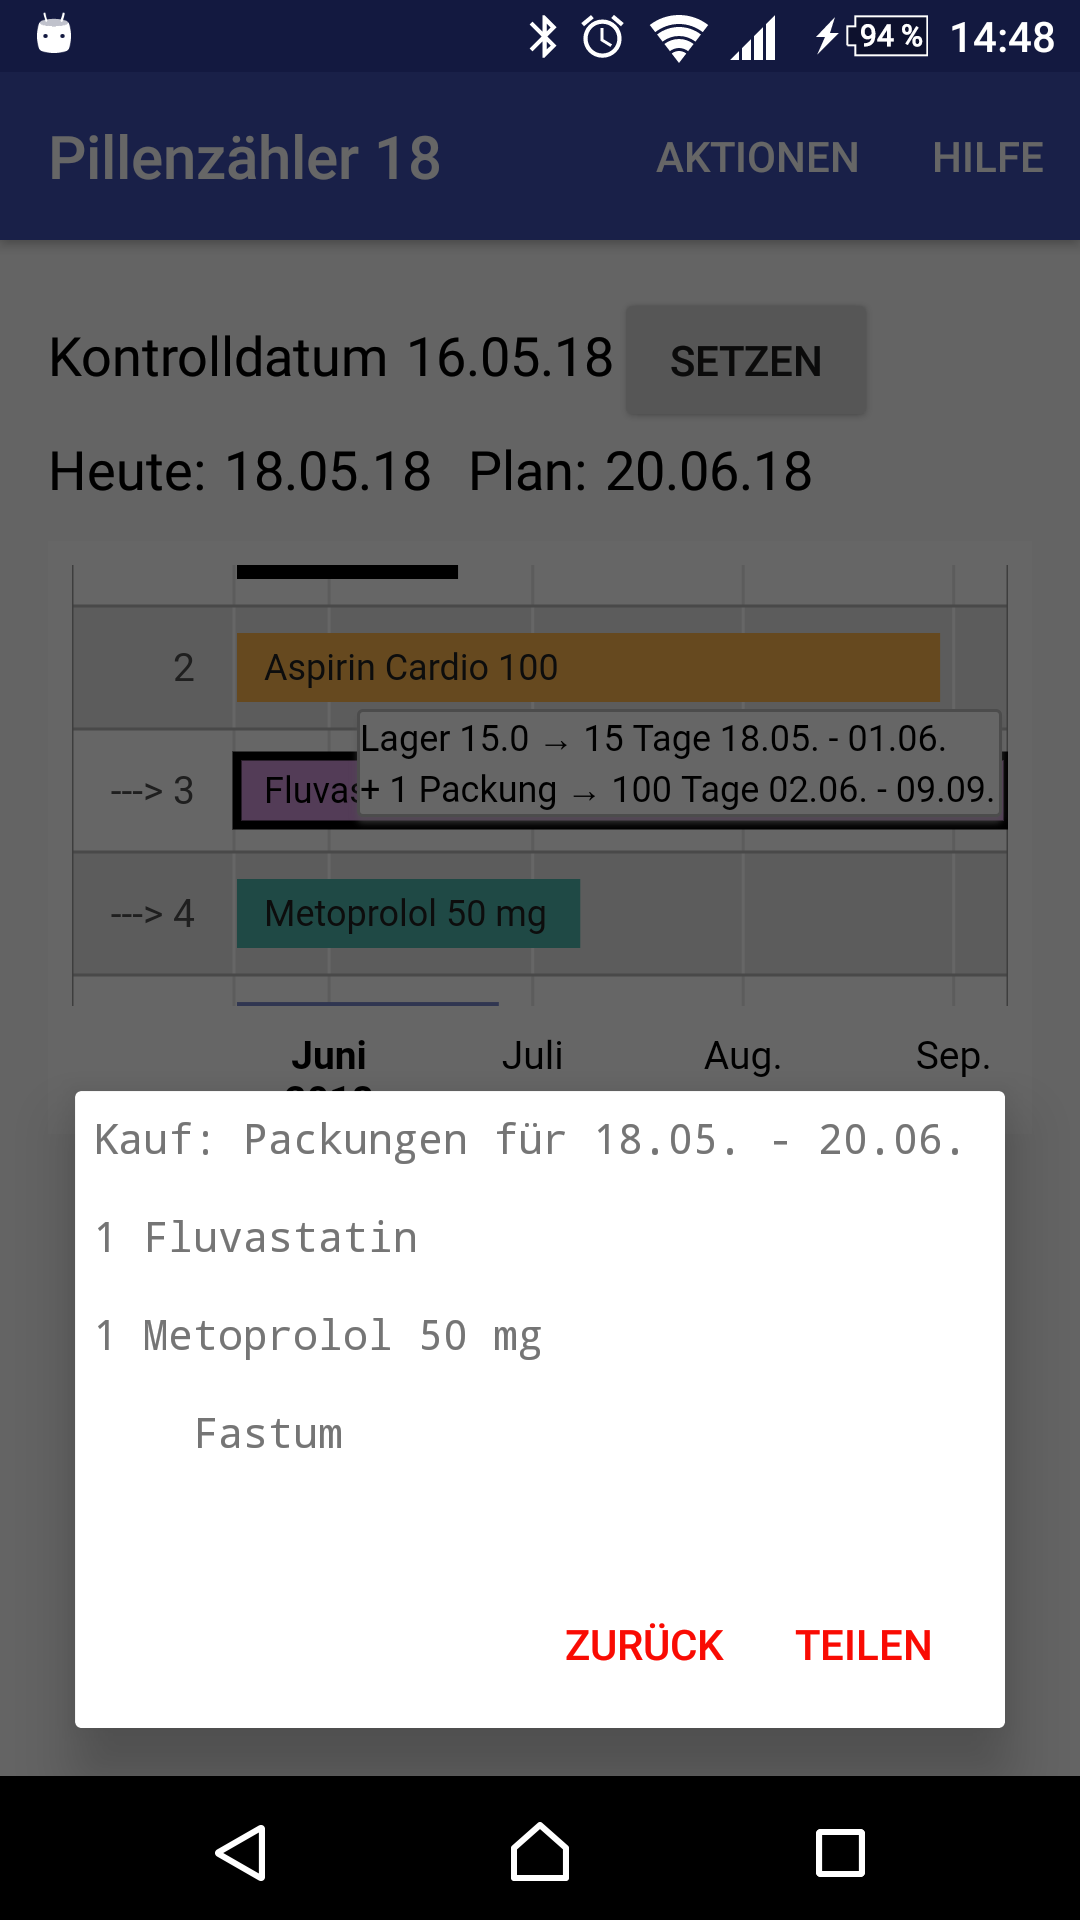 94 % 14:48
Pillenzähler 18 AKTIONEN HILFE
Kontrolldatum 16.05.18 SETZEN
Heute: 18.05.18 Plan: 20.06.18
2 Aspirin Cardio 100
Lager 15.0 → 15 Tage 18.05. - 01.06.
---> 3 Fluvas + 1 Packung → 100 Tage 02.06. - 09.09.
---> 4 Metoprolol 50 mg
Juni Juli Aug. Sep.
Kauf: Packungen für 18.05. - 20.06.
1 Fluvastatin
1 Metoprolol 50 mg
Fastum
ZURÜCK TEILEN